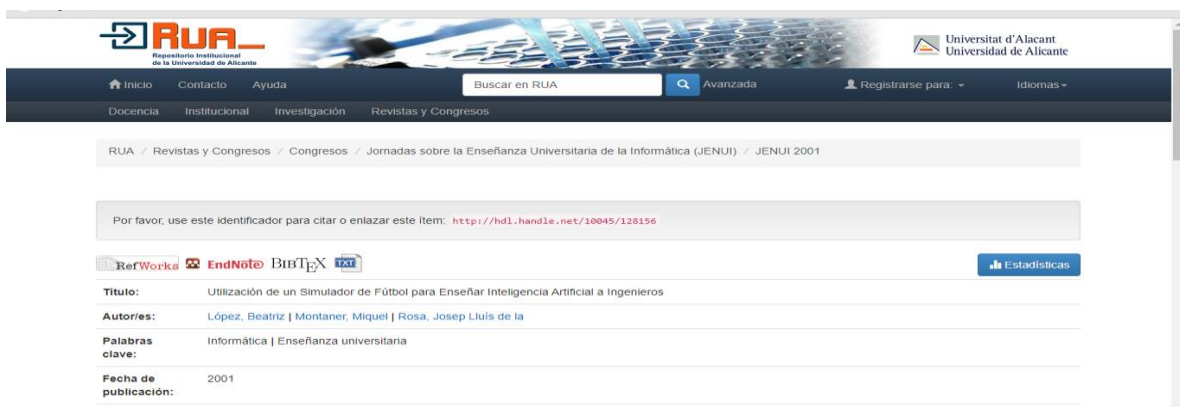 RUA
Repositorio Institucional
de la Universidad de Alicante
Universitat d'Alacant
Universidad de Alicante
Inicio Contacto Ayuda Buscar en RUA Avanzada Registrarse para: Idiomas
Docencia Institucional Investigación Revistas y Congresos
RUA / Revistas y Congresos / Congresos / Jornadas sobre la Enseñanza Universitaria de la Informática (JENUI) / JENUI 2001
Por favor, use este identificador para citar o enlazar este ítem: http://hdl.handle.net/10045/128156
RefWorks EndNote BIBTEX TXT Estadísticas
Título: Utilización de un Simulador de Fútbol para Enseñar Inteligencia Artificial a Ingenieros
Autor/es: López, Beatriz | Montaner, Miquel | Rosa, Josep Lluís de la
Palabras clave: Informática | Enseñanza universitaria
Fecha de publicación: 2001